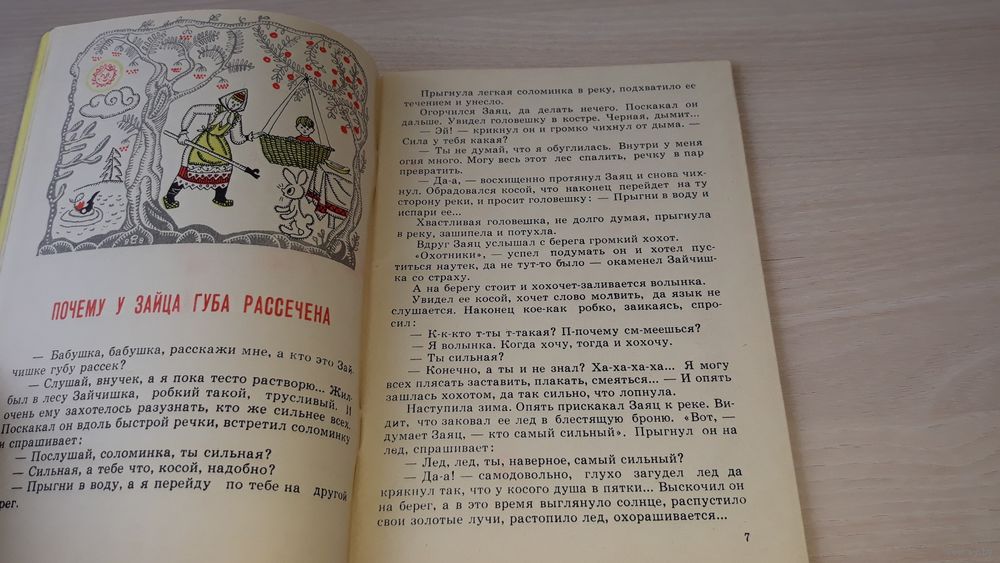 ПОЧЕМУ У ЗАЙЦА ГУБА РАССЕЧЕНА
— Бабушка, бабушка, расскажи мне, а кто это Зай-
чишке губу рассек?
— Слушай, внучек, а я пока тесто растворю... Жил-
был в лесу Зайчишка, робкий такой, трусливый. И
очень ему захотелось разузнать, кто же сильнее всех.
Поскакал он вдоль быстрой речки, встретил соломинку
и спрашивает:
— Послушай, соломинка, ты сильная?
— Сильная, а тебе что, косой, надобно?
— Прыгни в воду, а я перейду по тебе на другой
ерег.
Прыгнула легкая соломинка в реку, подхватило ее
течением и унесло.
Огорчился Заяц, да делать нечего. Поскакал он
дальше. Увидел головешку в костре. Черная, дымит...
— Эй! — крикнул он и громко чихнул от дыма. —
Сила у тебя какая?
— Ты не думай, что я обуглилась. Внутри у меня
огня много. Могу весь этот лес спалить, речку в пар
превратить.
— Да-а, — восхищенно протянул Заяц и снова чих-
нул. Обрадовался косой, что наконец перейдет на ту
сторону реки, и просит головешку: — Прыгни в воду и
испари ее...
Хвастливая головешка, не долго думая, прыгнула
в реку, зашипела и потухла.
Вдруг Заяц услышал с берега громкий хохот.
«Охотники», — успел подумать он и хотел пус-
титься наутек, да не тут-то было — окаменел Зайчиш-
ка со страху.
А на берегу стоит и хохочет-заливается волынка.
Увидел ее косой, хочет слово молвить, да язык не
слушается. Наконец кое-как робко, заикаясь, спро-
сил:
— К-к-кто т-ты т-такая? П-почему см-меешься?
— Я волынка. Когда хочу, тогда и хохочу.
— Ты сильная?
— Конечно, а ты и не знал? Ха-ха-ха-ха... Я могу
всех плясать заставить, плакать, смеяться... — И опять
зашлась хохотом, да так сильно, что лопнула.
Наступила зима. Опять прискакал Заяц к реке. Ви-
дит, что заковал ее лед в блестящую броню. «Вот, —
думает Заяц, — кто самый сильный». Прыгнул он на
лед, спрашивает:
— Лед, лед, ты, наверное, самый сильный?
— Да-а! — самодовольно, глухо загудел лед да
крякнул так, что у косого душа в пятки... Выскочил он
на берег, а в это время выглянуло солнце, распустило
свои золотые лучи, растопило лед, охорашивается...
7